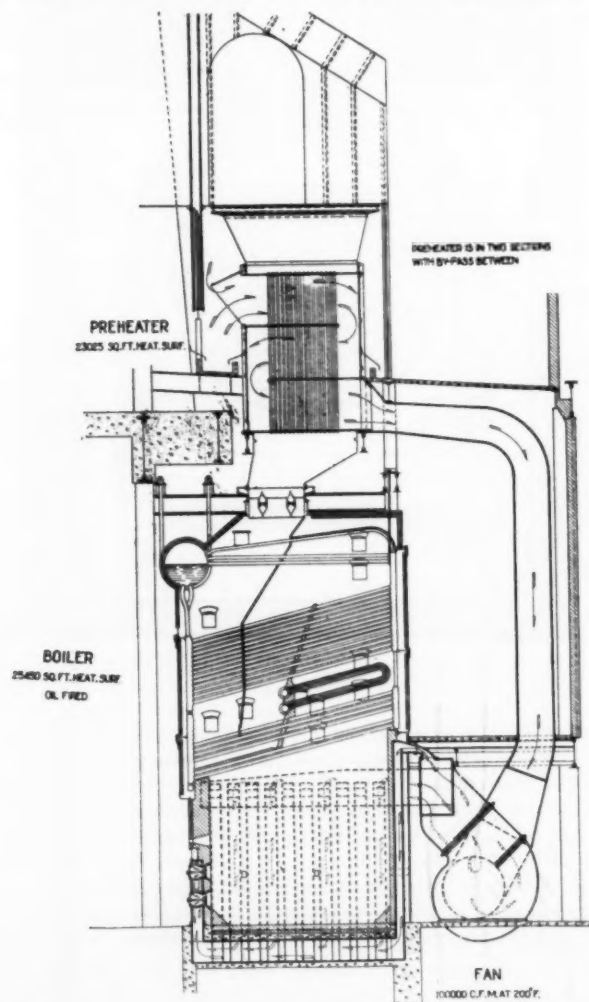 PREHEATER IS IN TWO SECTIONS
WITH BY-PASS BETWEEN
PREHEATER
23025 SQ.FT. HEAT. SURF.
BOILER
25450 SQ.FT. HEAT. SURF.
OIL FIRED
FAN
100000 C.F.M. AT 200°F.